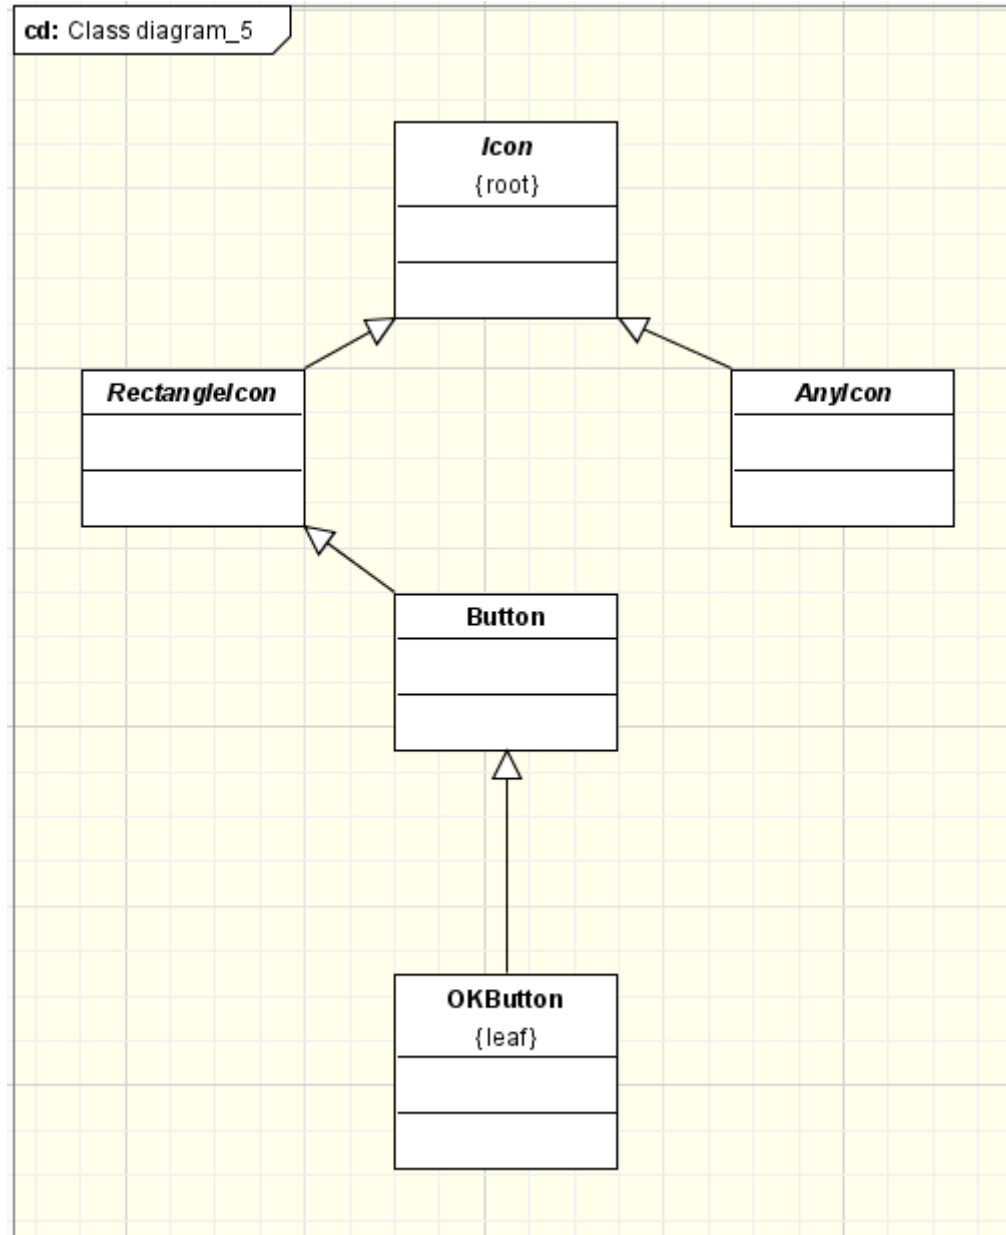 cd: Class diagram_5
Icon
{root}
RectangleIcon
AnyIcon
Button
OKButton
{leaf}